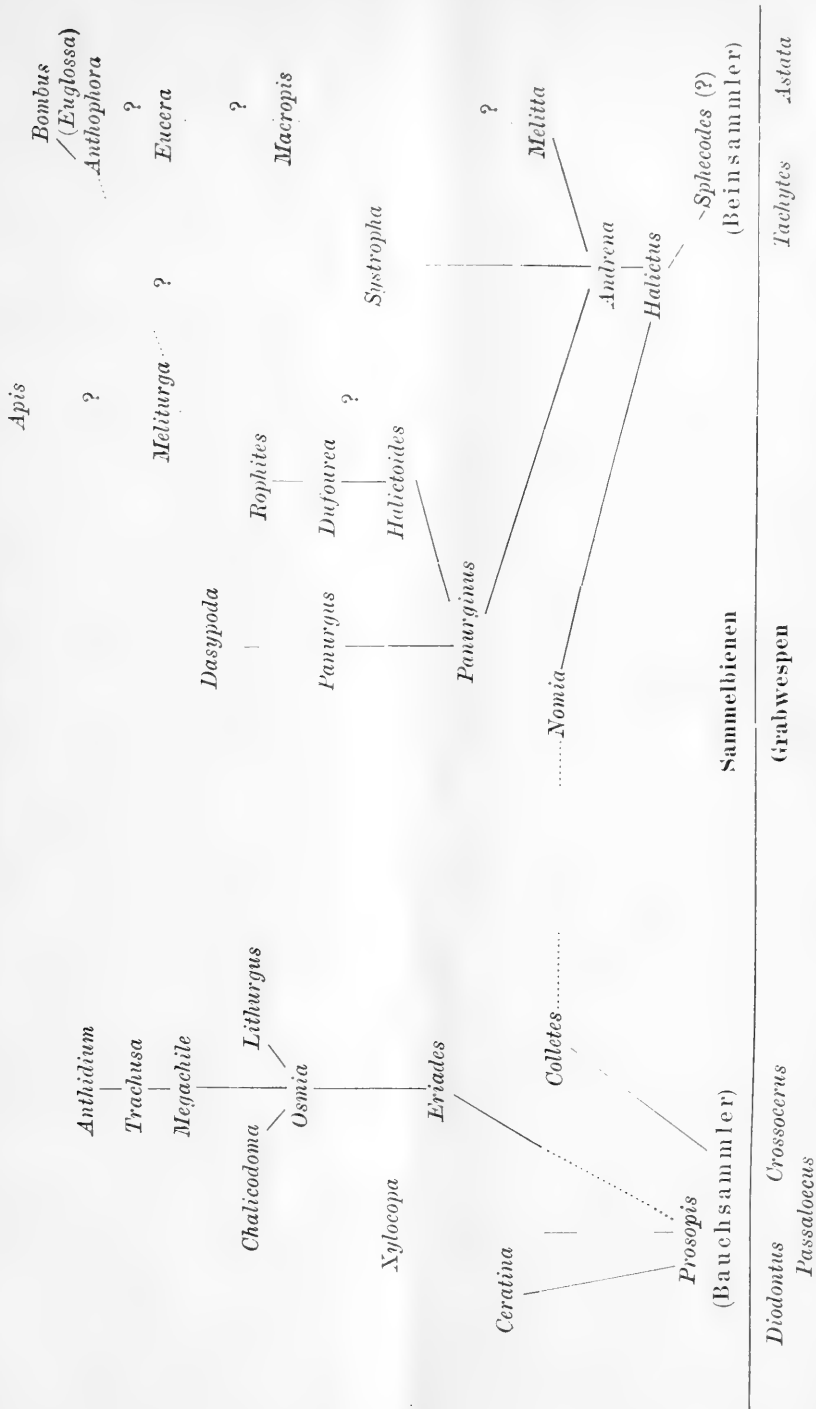 Apis
Bombus
(Euglossa)
Anthophora
?
?
Meliturga
?
Eucera
Anthidium
Trachusa
Megachile
?
Dasypoda
Rophites
Macropis
Chalicodoma
Lithurgus
Osmia
Panurgus
Dufourea
?
Systropha
Xylocopa
Eriades
Panurginus
Halictoides
?
Melitta
Ceratina
Colletes
Nomia
Andrena
Halictus
Prosopis
(Bauchsammler)
Sammelbienen
Sphecodes (?)
(Beinsammler)
Diodontus Crossocerus
Passaloecus
Grabwespen
Tachytes Astata